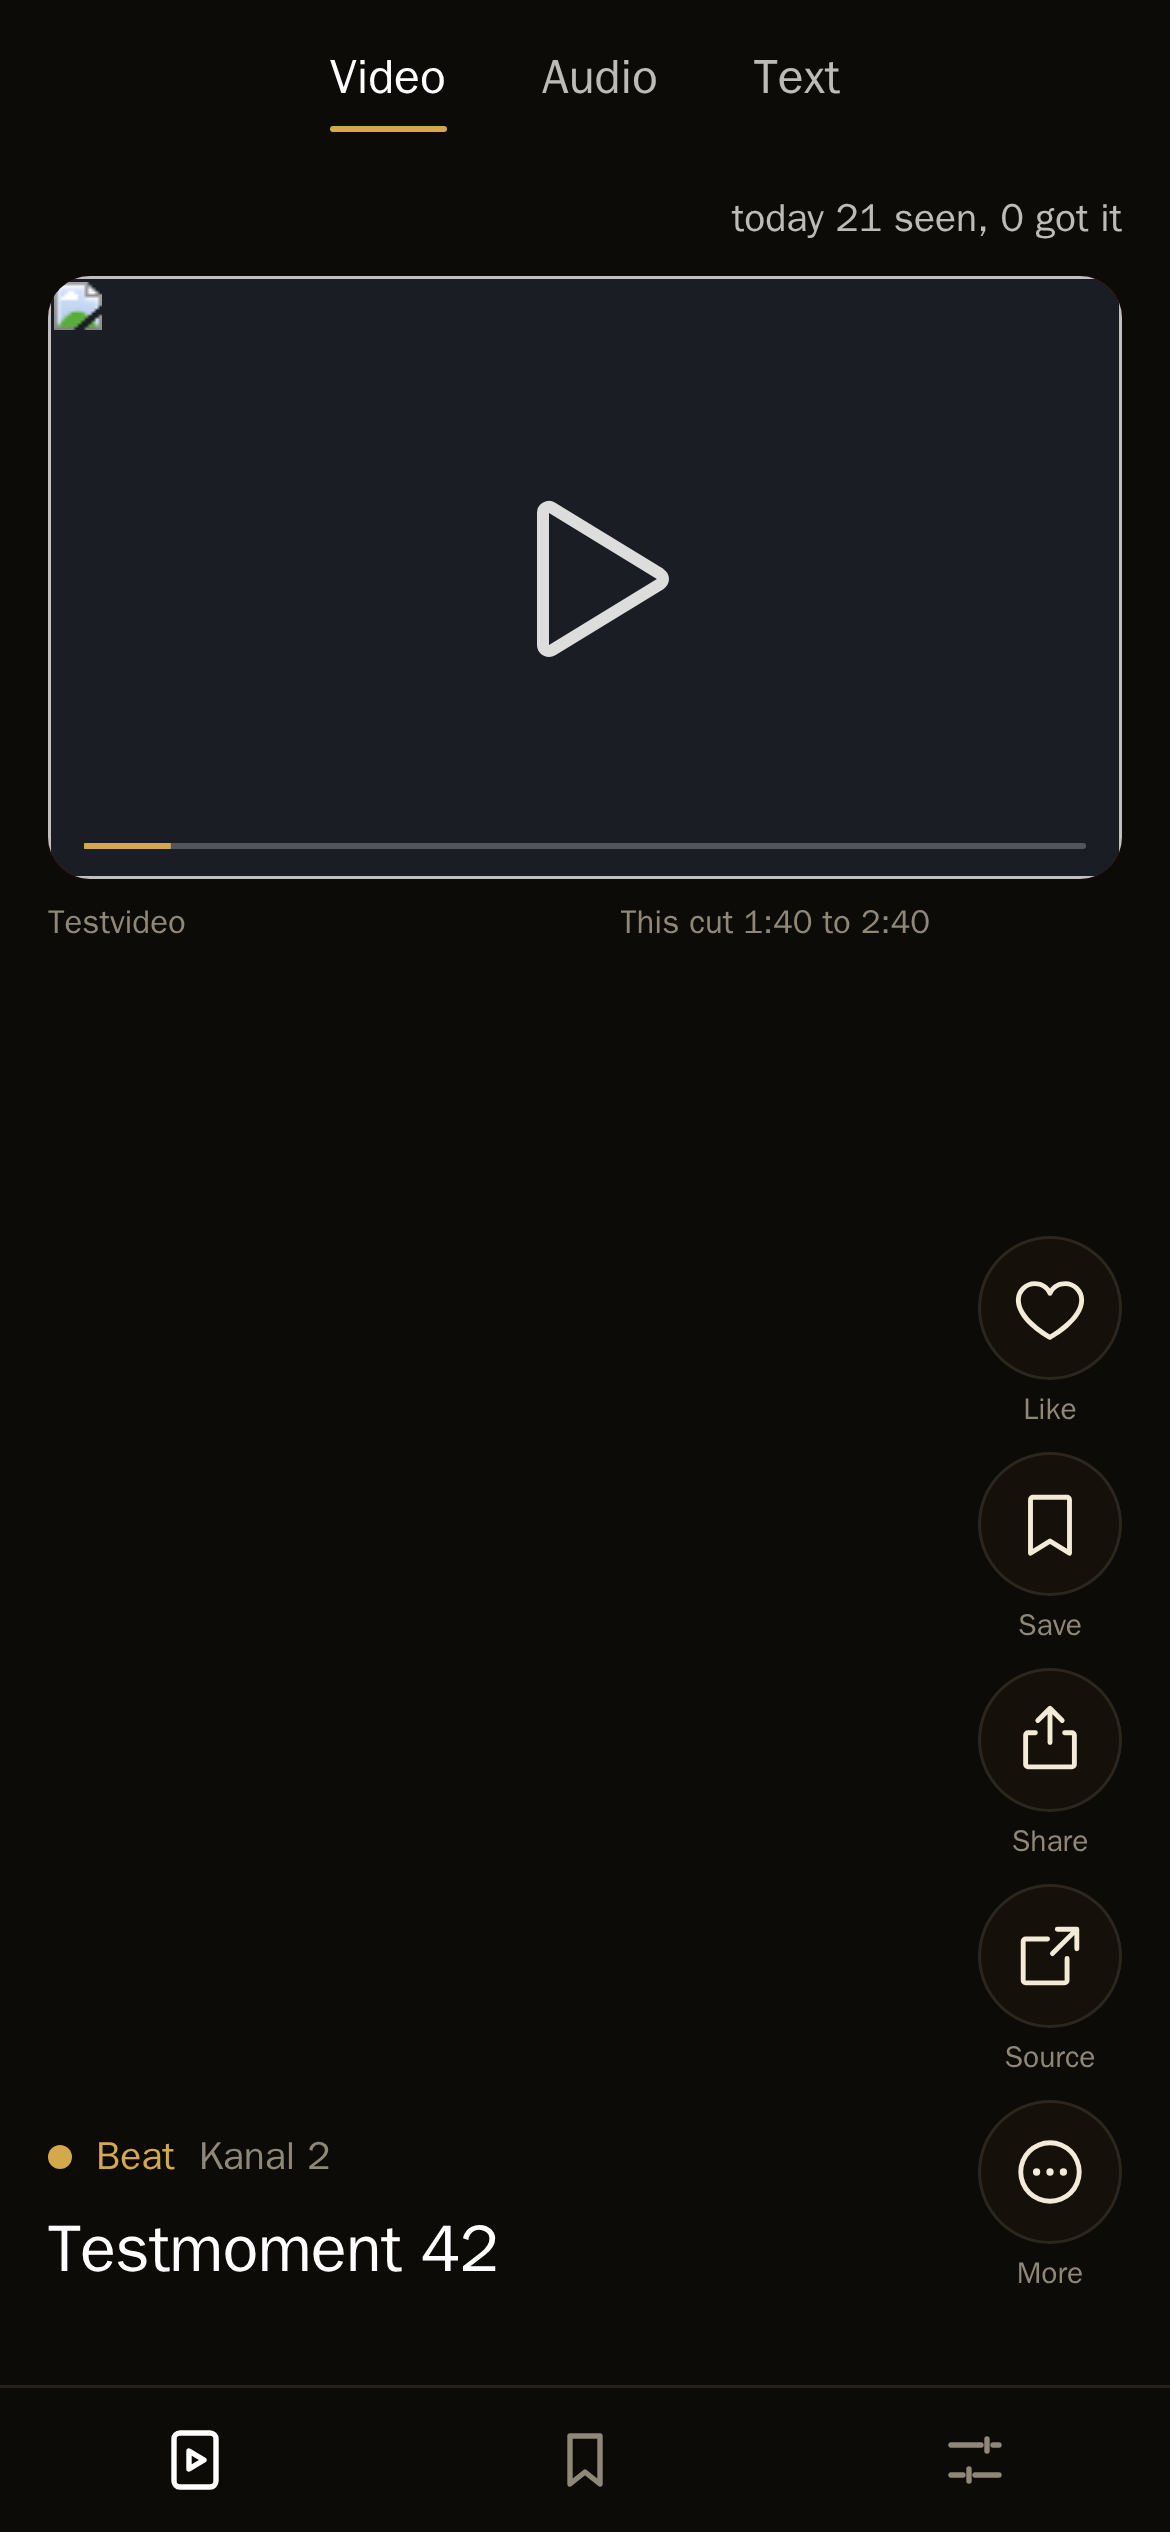 Video Audio Text
today 21 seen, 0 got it
Testvideo This cut 1:40 to 2:40
Like
Save
Share
Source
Beat Kanal 2
Testmoment 42
More